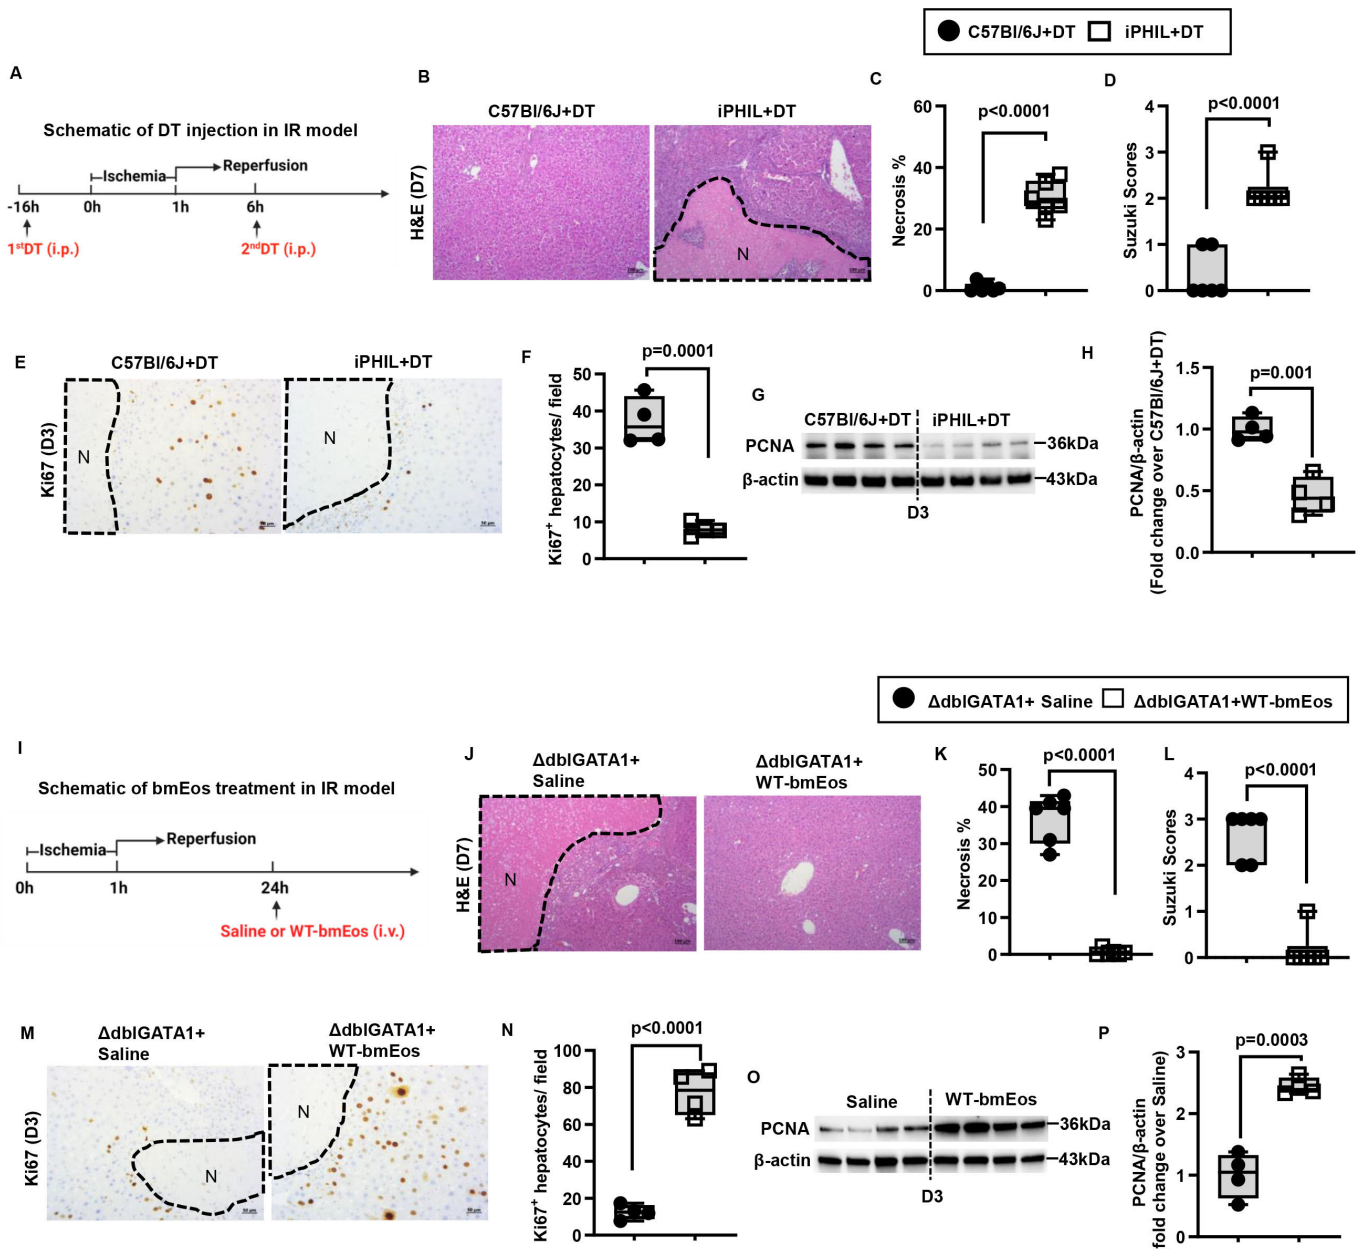 C57Bl/6J+DT iPHIL+DT
A
Schematic of DT injection in IR model
Ischemia
Reperfusion
-16h 0h 1h 6h
1stDT (i.p.) 2ndDT (i.p.)
B
C57Bl/6J+DT iPHIL+DT
H&E (D7)
N
C
p<0.0001
Necrosis %
60
40
20
0
D
p<0.0001
Suzuki Scores
4
3
2
1
0
E
C57Bl/6J+DT iPHIL+DT
Ki67 (D3)
N
N
F
p=0.0001
Ki67+ hepatocytes/ field
50
40
30
20
10
0
G
C57Bl/6J+DT iPHIL+DT
PCNA
36kDa
β-actin
43kDa
D3
H
p=0.001
PCNA/β-actin
(Fold change over C57Bl/6J+DT)
1.5
1.0
0.5
0.0
ΔdblGATA1+ Saline ΔdblGATA1+WT-bmEos
I
Schematic of bmEos treatment in IR model
Ischemia
Reperfusion
0h 1h 24h
Saline or WT-bmEos (i.v.)
J
ΔdblGATA1+
Saline
ΔdblGATA1+
WT-bmEos
H&E (D7)
N
K
p<0.0001
Necrosis %
50
40
30
20
10
0
L
p<0.0001
Suzuki Scores
4
3
2
1
0
M
ΔdblGATA1+
Saline
ΔdblGATA1+
WT-bmEos
Ki67 (D3)
N
N
N
p<0.0001
Ki67+ hepatocytes/ field
100
80
60
40
20
0
O
Saline WT-bmEos
PCNA
36kDa
β-actin
43kDa
D3
P
p=0.0003
PCNA/β-actin
fold change over Saline)
3
2
1
0